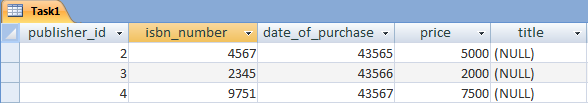 Task1
publisher_id isbn_number date_of_purchase price title
2 4567 43565 5000 (NULL)
3 2345 43566 2000 (NULL)
4 9751 43567 7500 (NULL)